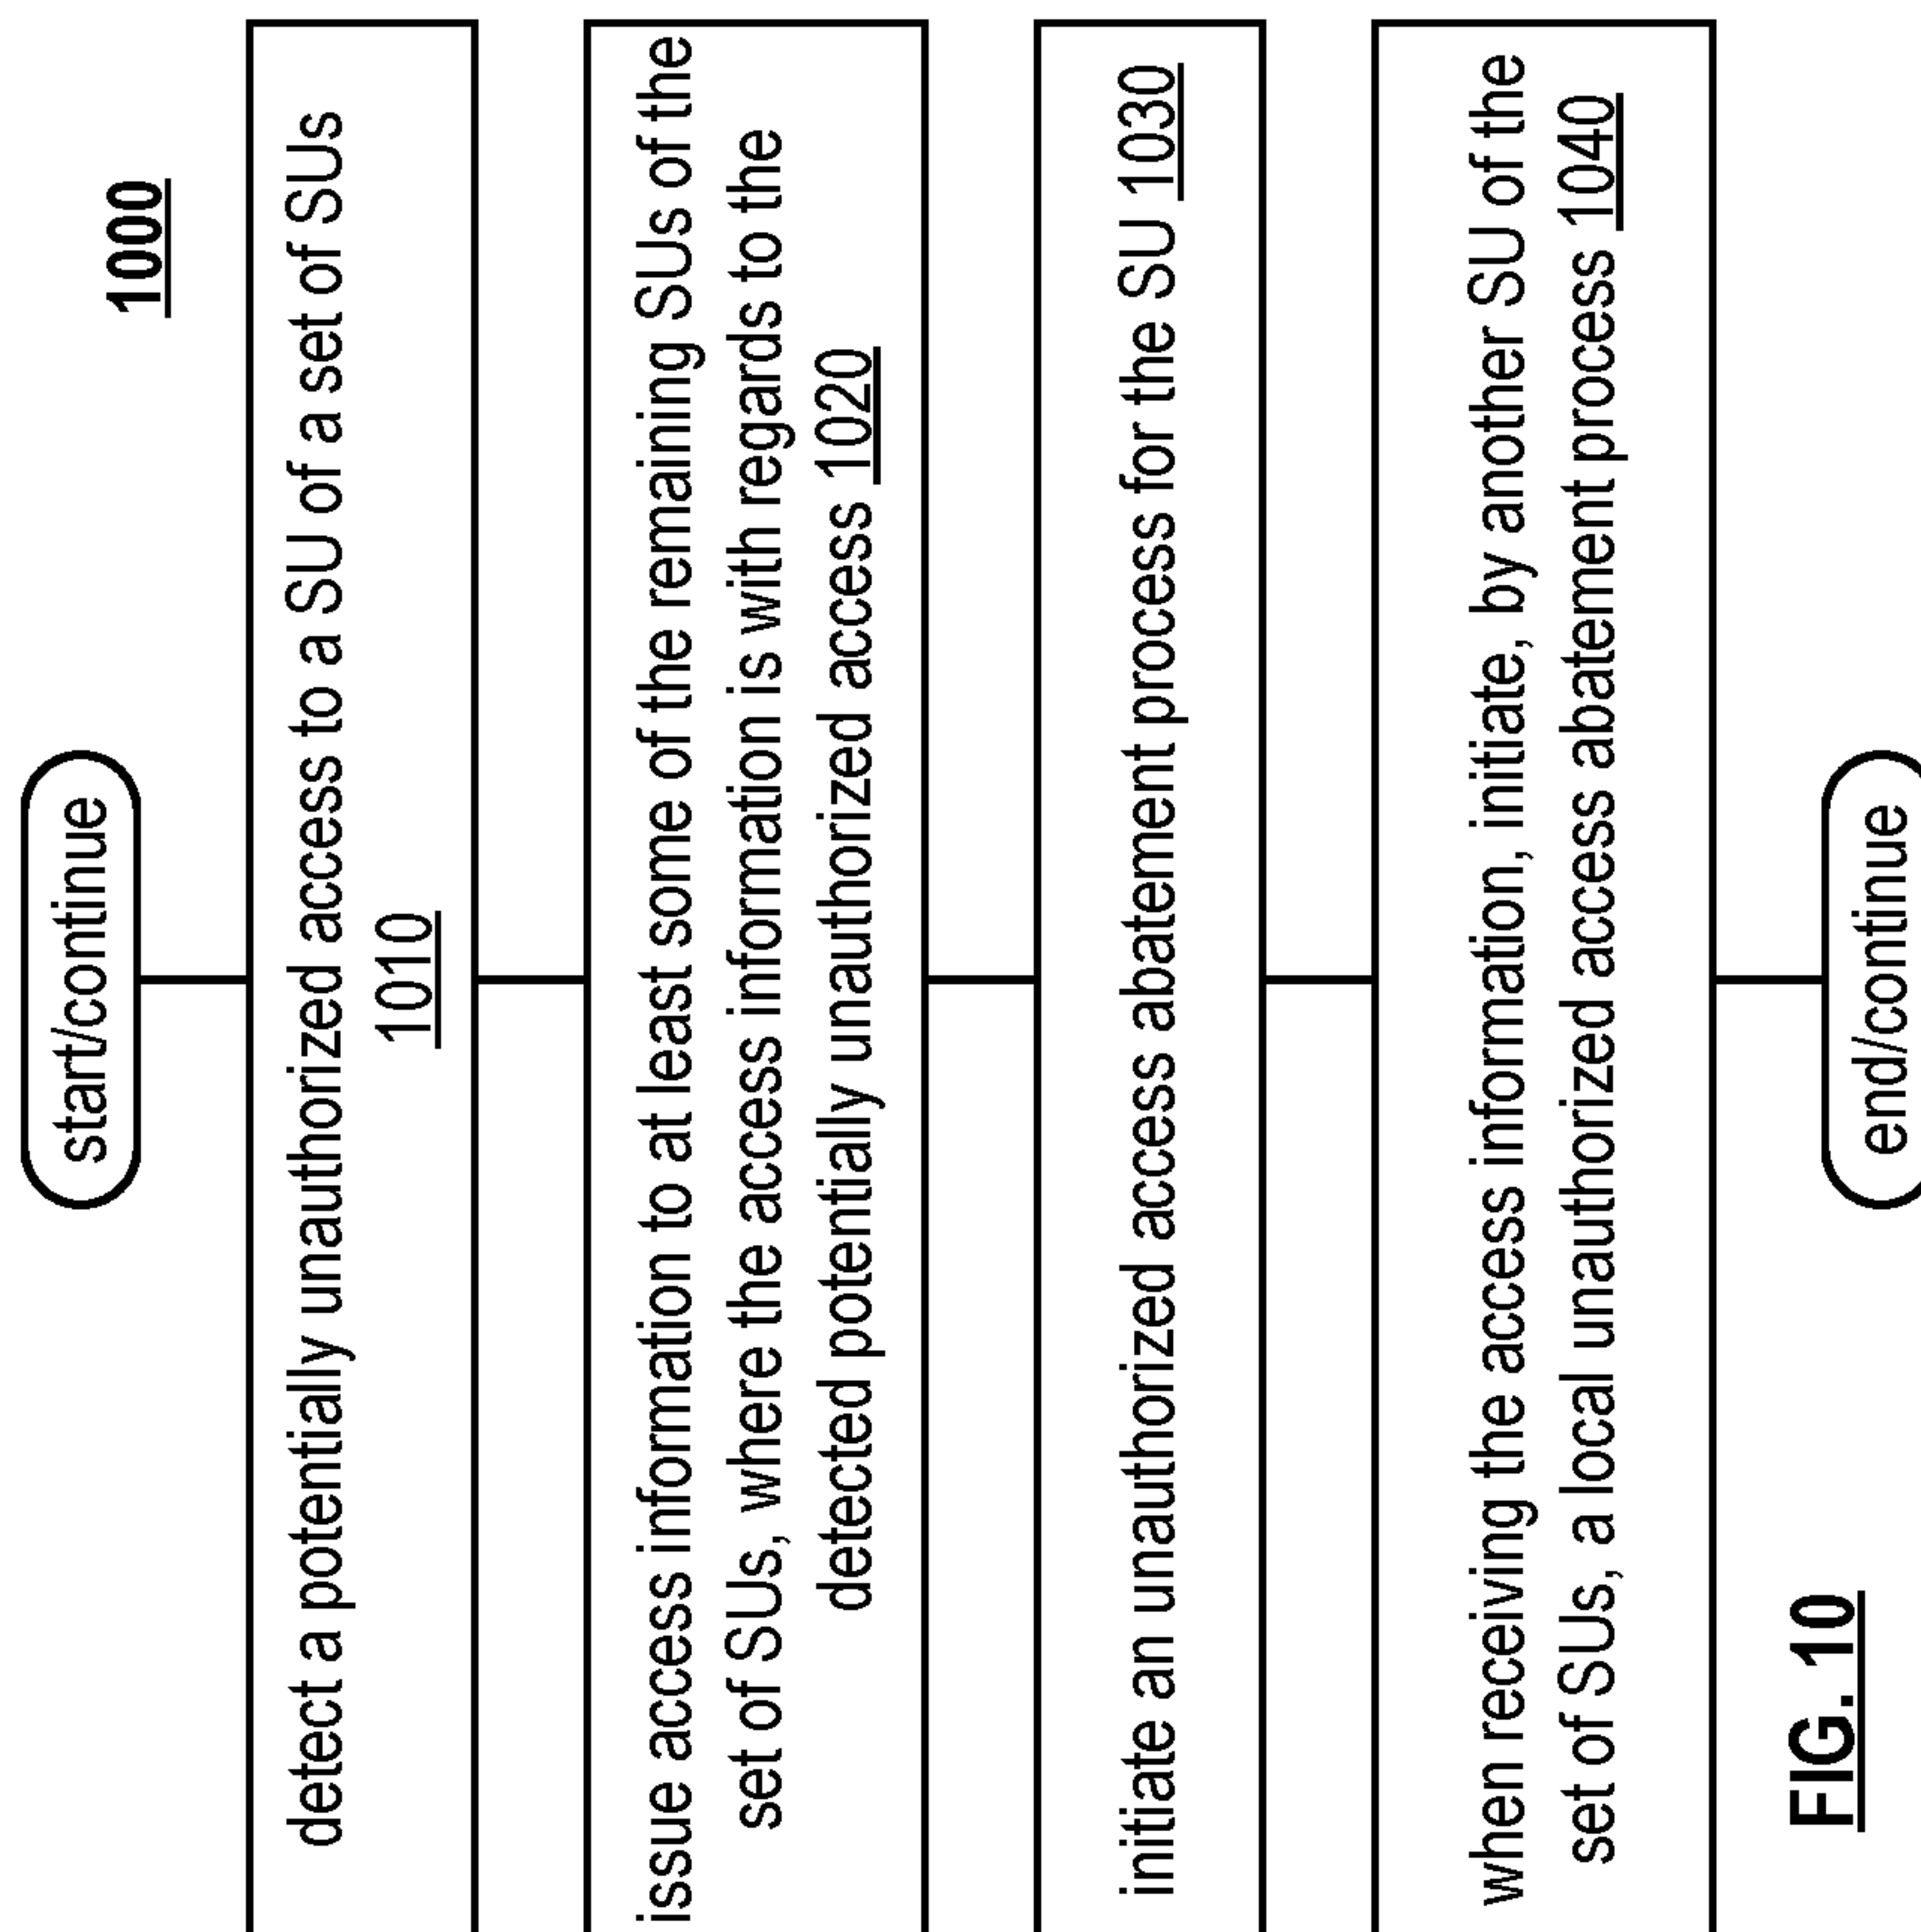 1000
start/continue
detect a potentially unauthorized access to a SU of a set of SUs
1010
issue access information to at least some of the remaining SUs of the
set of SUs, where the access information is with regards to the
detected potentially unauthorized access 1020
initiate an unauthorized access abatement process for the SU 1030
when receiving the access information, initiate, by another SU of the
set of SUs, a local unauthorized access abatement process 1040
end/continue
FIG. 10